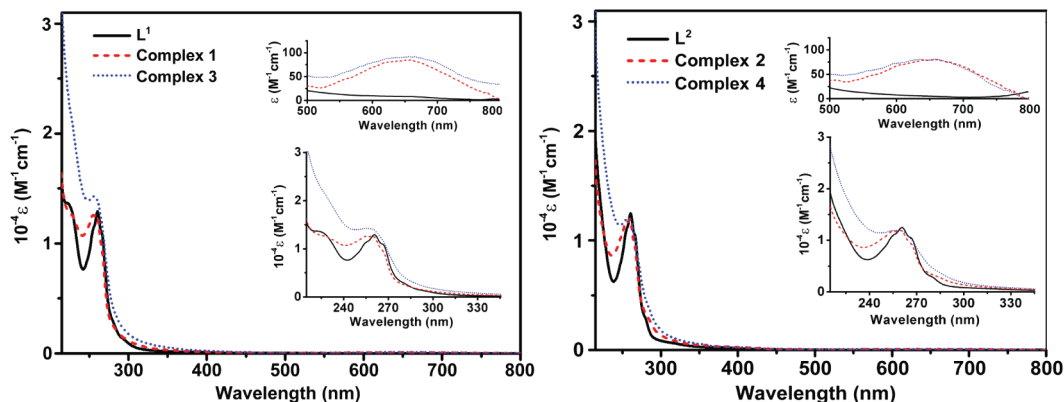 3
2
1
0
10⁻⁴ε (M⁻¹cm⁻¹)
L¹
Complex 1
Complex 3
100
75
50
25
0
ε (M⁻¹cm⁻¹)
500 600 700 800
Wavelength (nm)
3
2
1
0
10⁻⁴ε (M⁻¹cm⁻¹)
240 270 300 330
Wavelength (nm)
300 400 500 600 700 800
Wavelength (nm)
3
2
1
0
10⁻⁴ε (M⁻¹cm⁻¹)
L²
Complex 2
Complex 4
100
75
50
25
0
ε (M⁻¹cm⁻¹)
500 600 700 800
Wavelength (nm)
3
2
1
0
10⁻⁴ε (M⁻¹cm⁻¹)
240 270 300 330
Wavelength (nm)
300 400 500 600 700 800
Wavelength (nm)